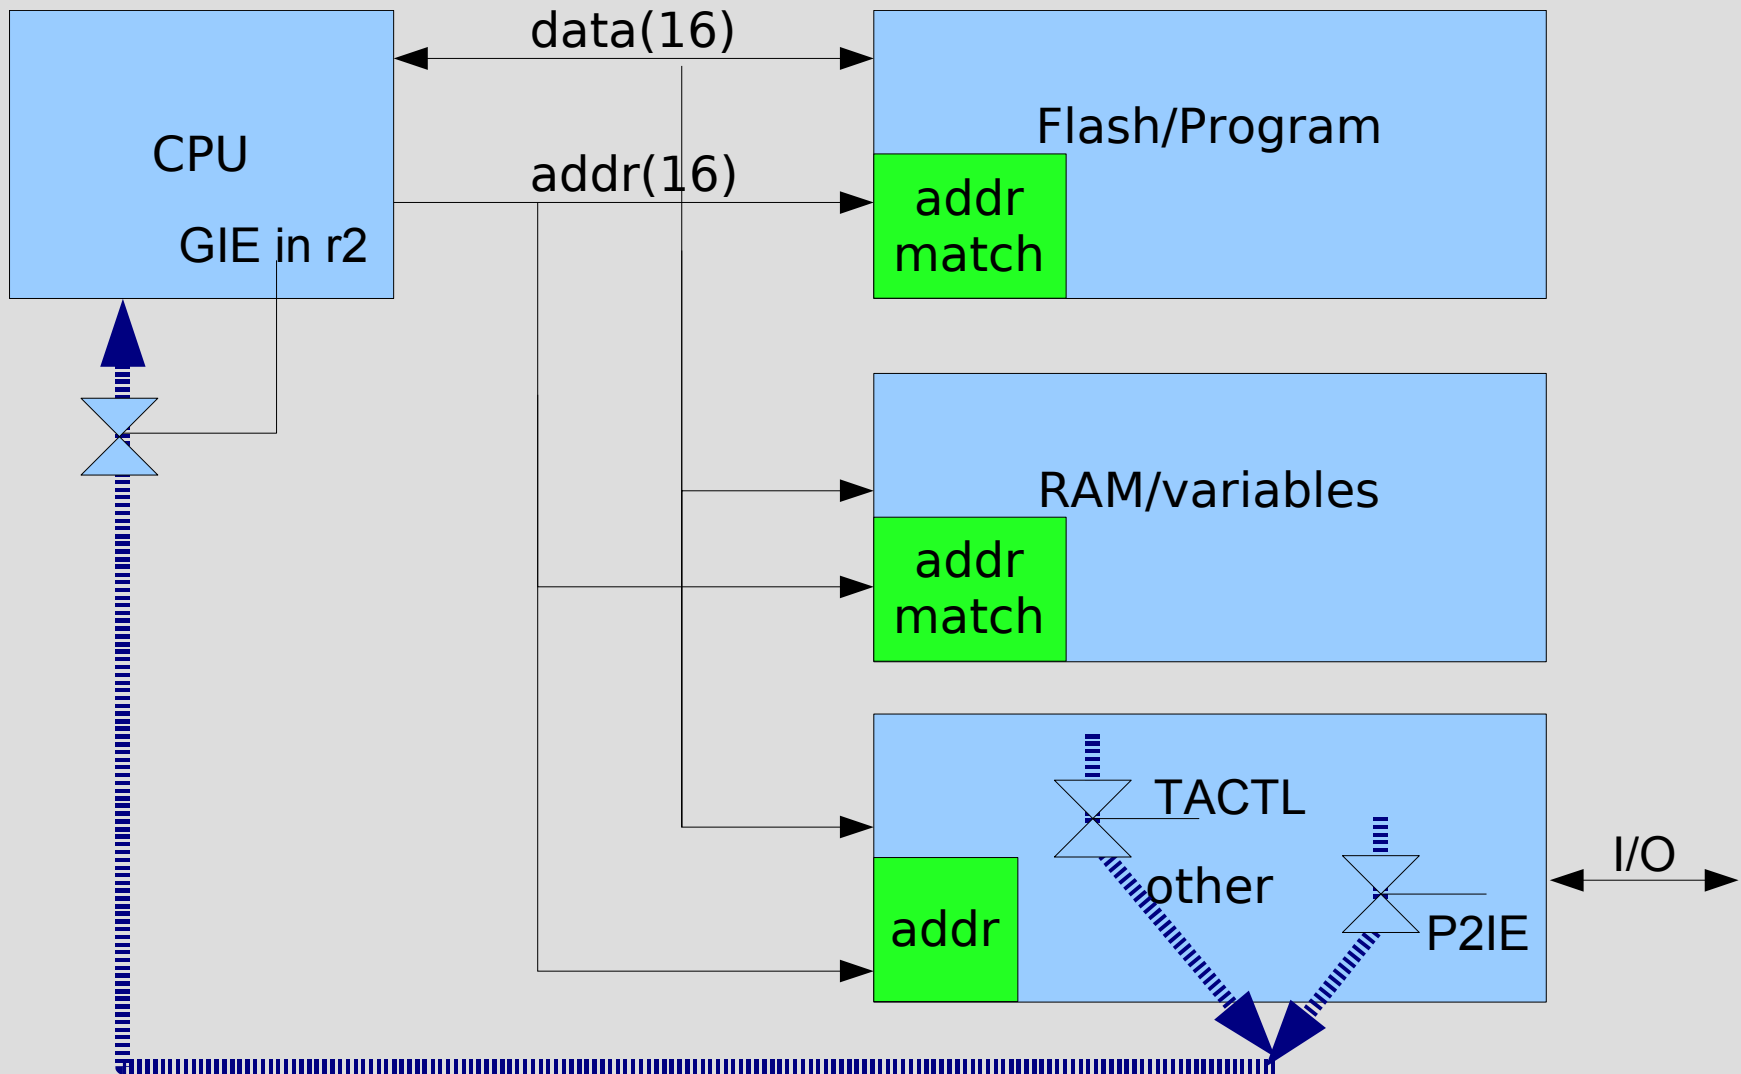 data(16)
Flash/Program
CPU
addr(16)
addr
match
GIE in r2
RAM/variables
addr
match
TACTL
I/O
other
addr
P2IE